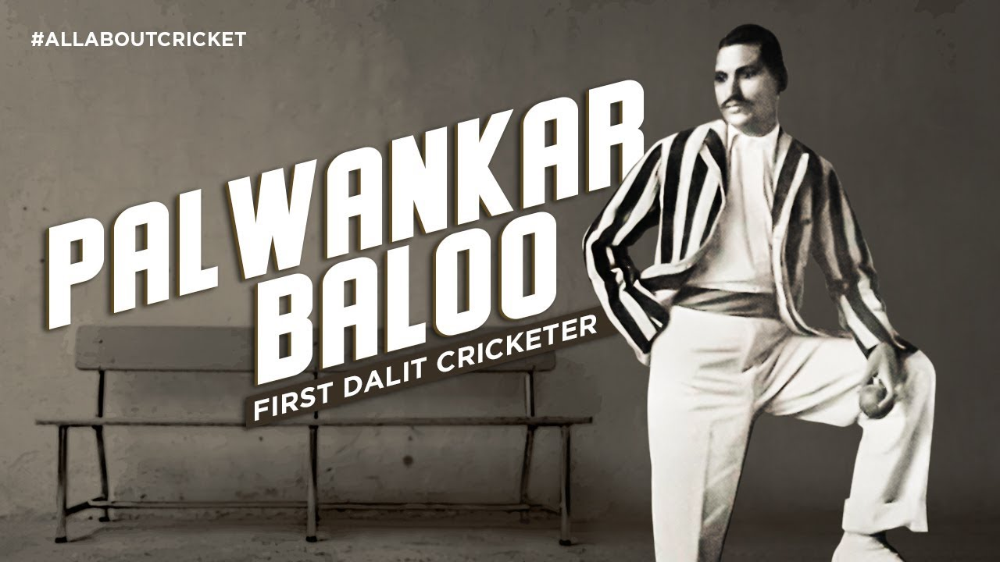 #ALLABOUTCRICKET
PALWANKAR
BALOO
FIRST DALIT CRICKETER